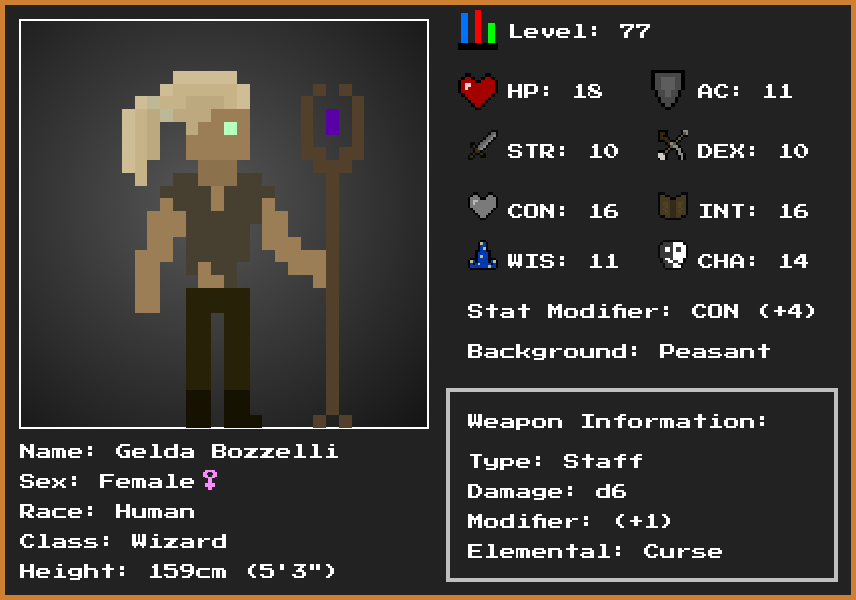 Level: 77
HP: 18
AC: 11
STR: 10
DEX: 10
CON: 16
INT: 16
WIS: 11
CHA: 14
Stat Modifier: CON (+4)
Background: Peasant
Weapon Information:
Type: Staff
Damage: d6
Modifier: (+1)
Elemental: Curse
Name: Gelda Bozzelli
Sex: Female♀
Race: Human
Class: Wizard
Height: 159cm (5'3")